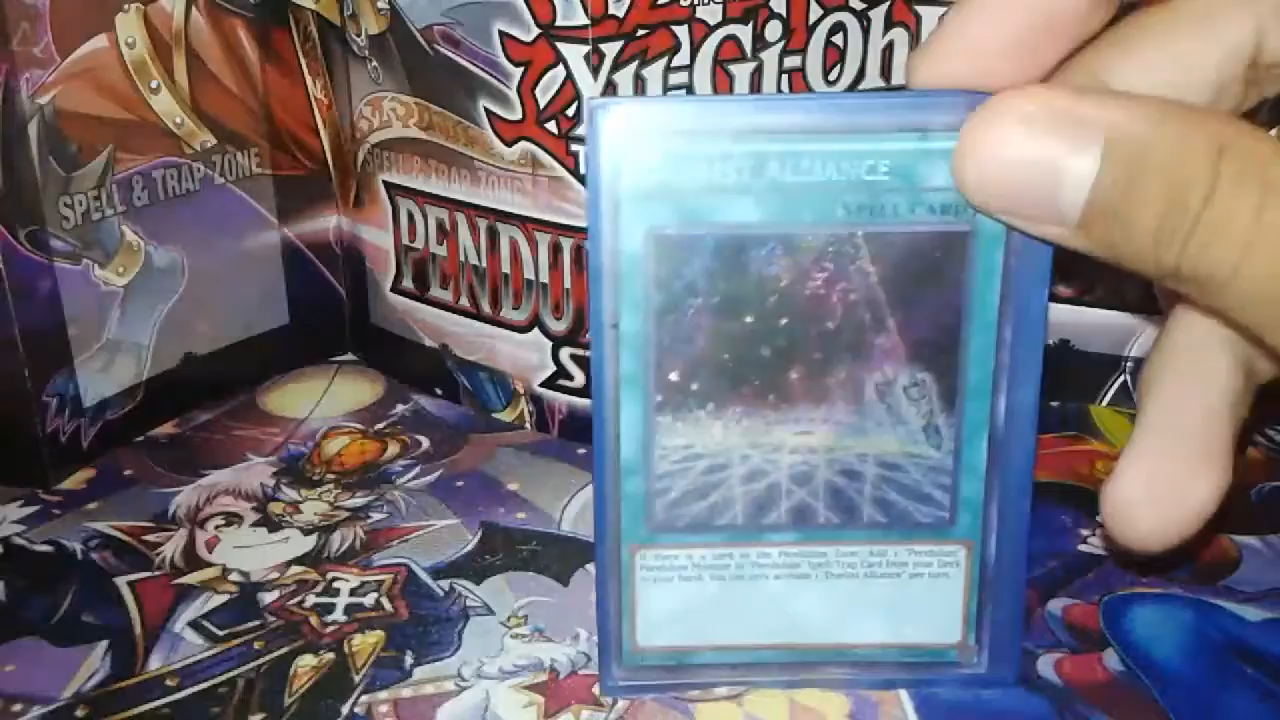 Yu-Gi-Oh!
SPELL & TRAP ZONE
SPELL & TRAP ZONE
PENDU
S
IST ALLIANCE
SPELL CARD
If there is a card in the Pendulum Zone: Add 1 "Pendulum"
Pendulum Monster or "Pendulum" Spell/Trap Card from your Deck
to your hand. You can only activate 1 "Duelist Alliance" per turn.